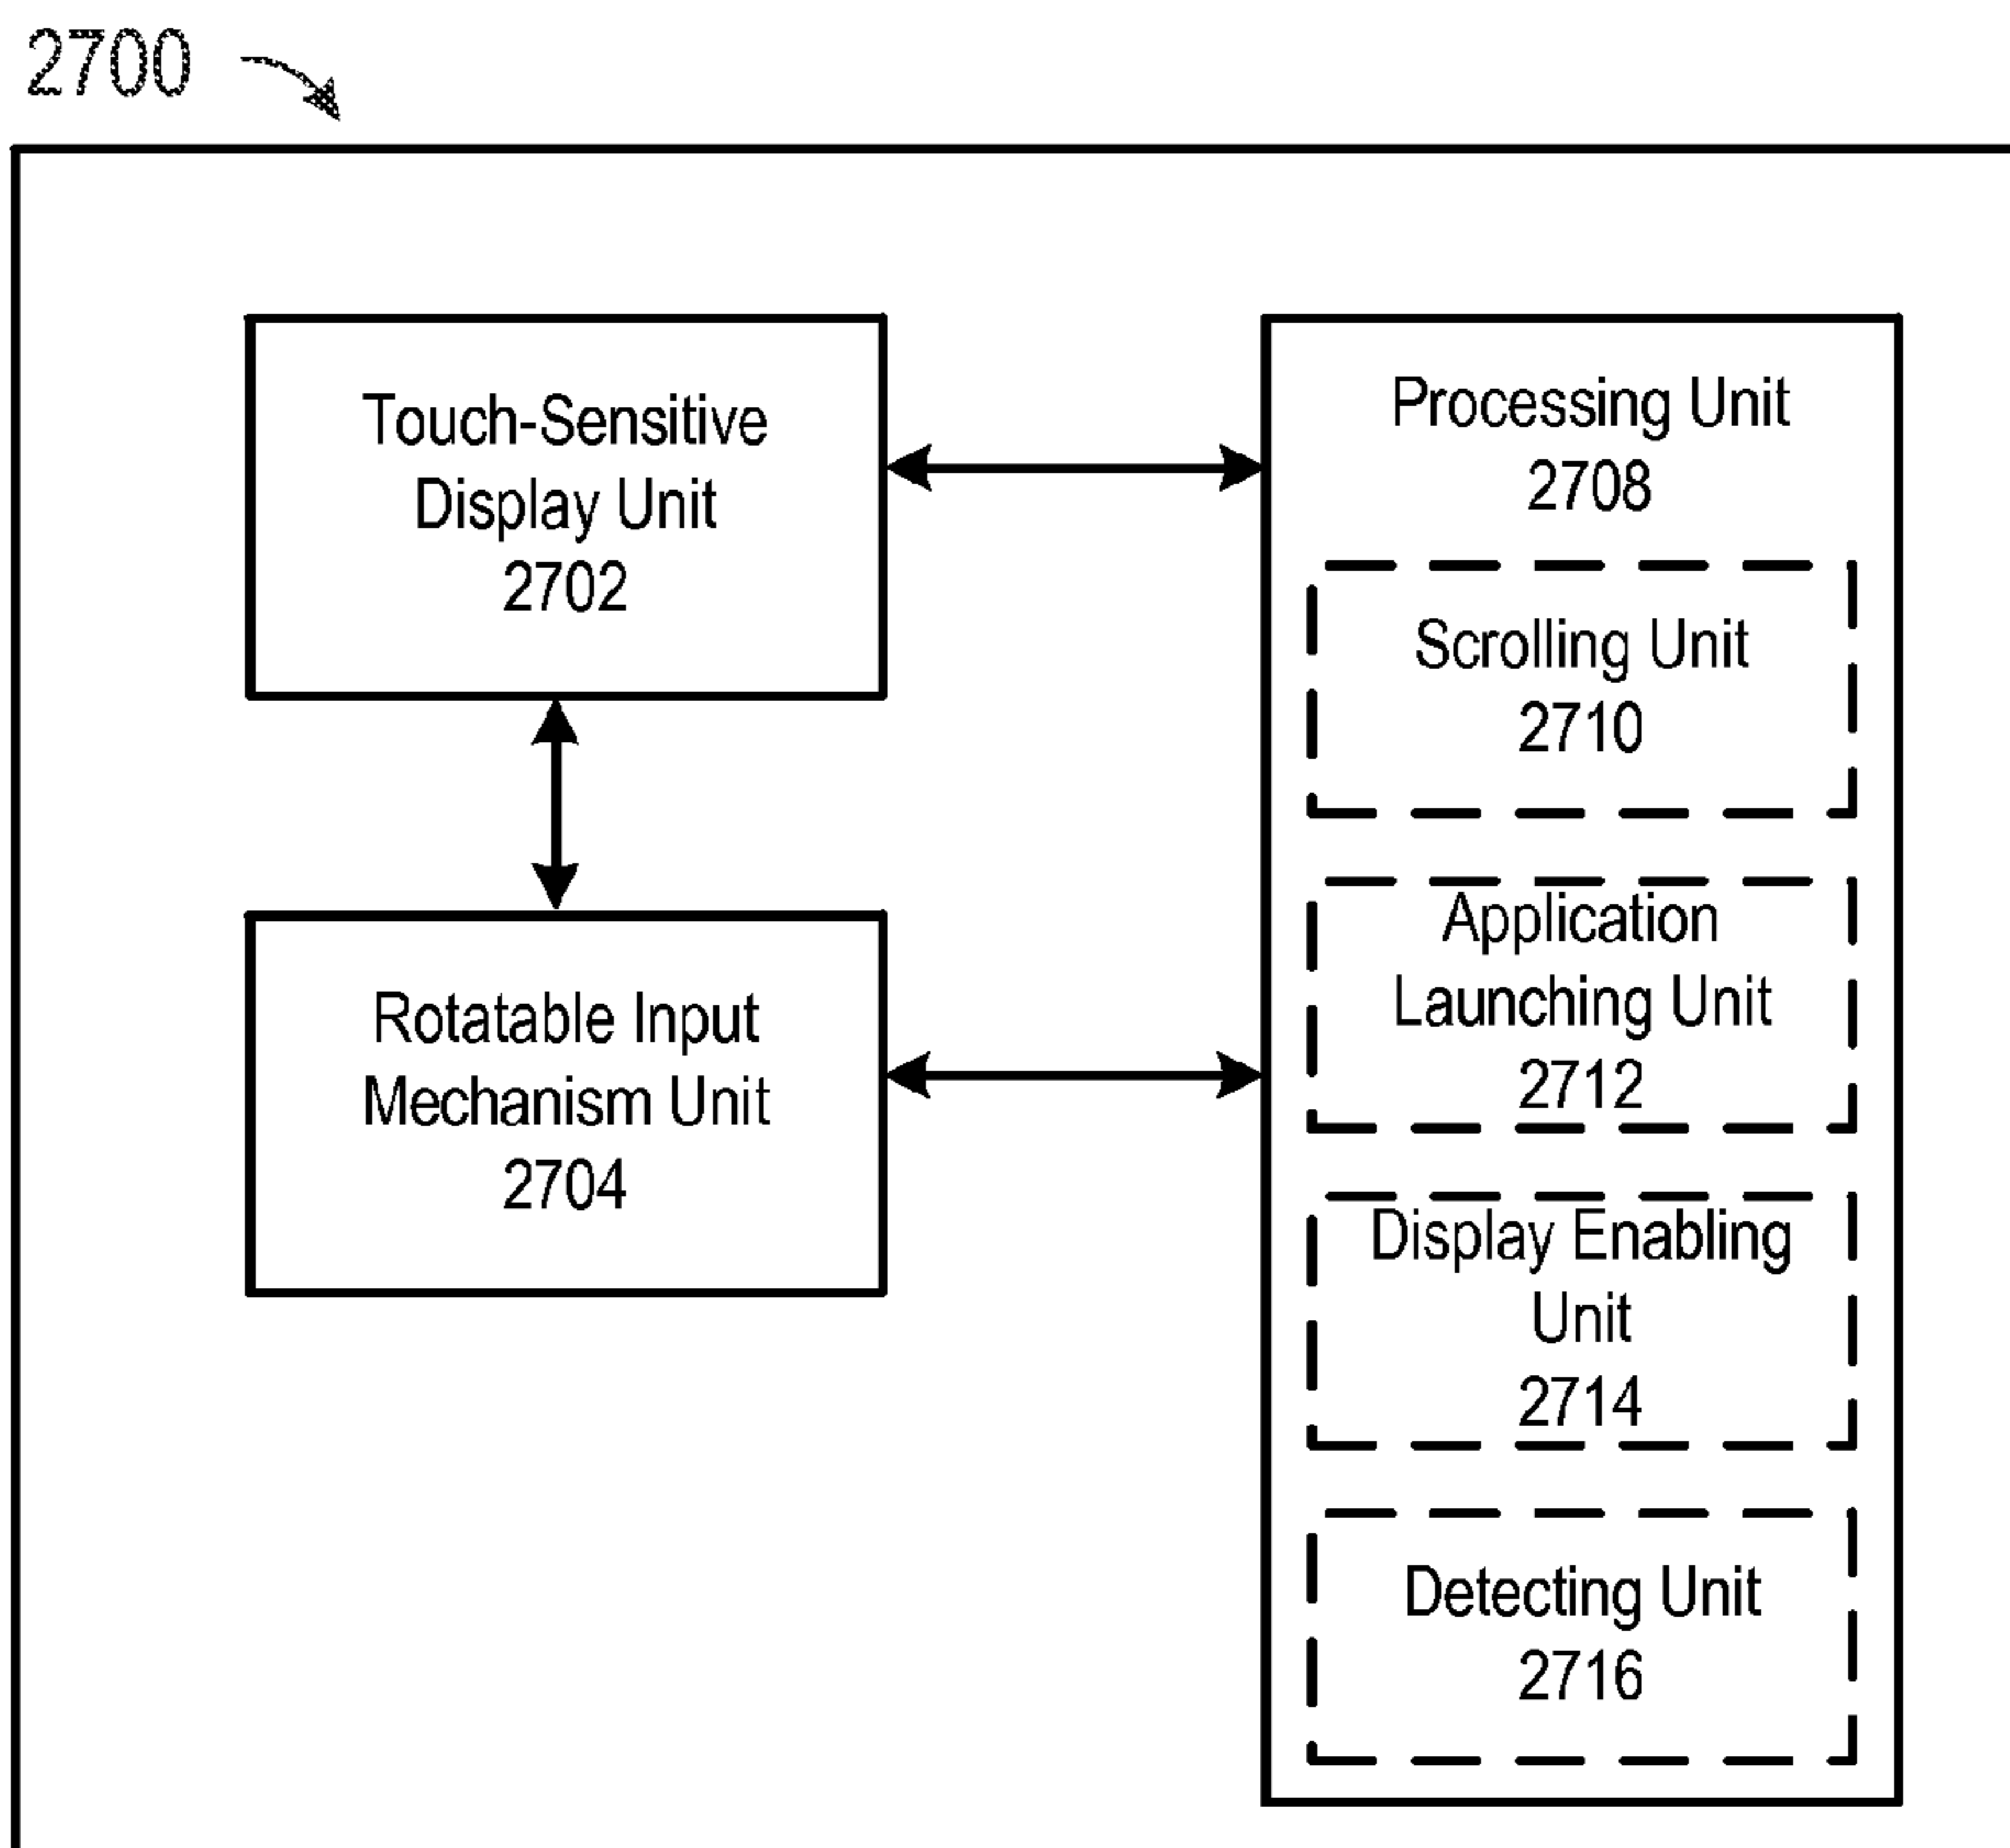 2700
Touch-Sensitive
Display Unit
2702
Rotatable Input
Mechanism Unit
2704
Processing Unit
2708
Scrolling Unit
2710
Application
Launching Unit
2712
Display Enabling
Unit
2714
Detecting Unit
2716